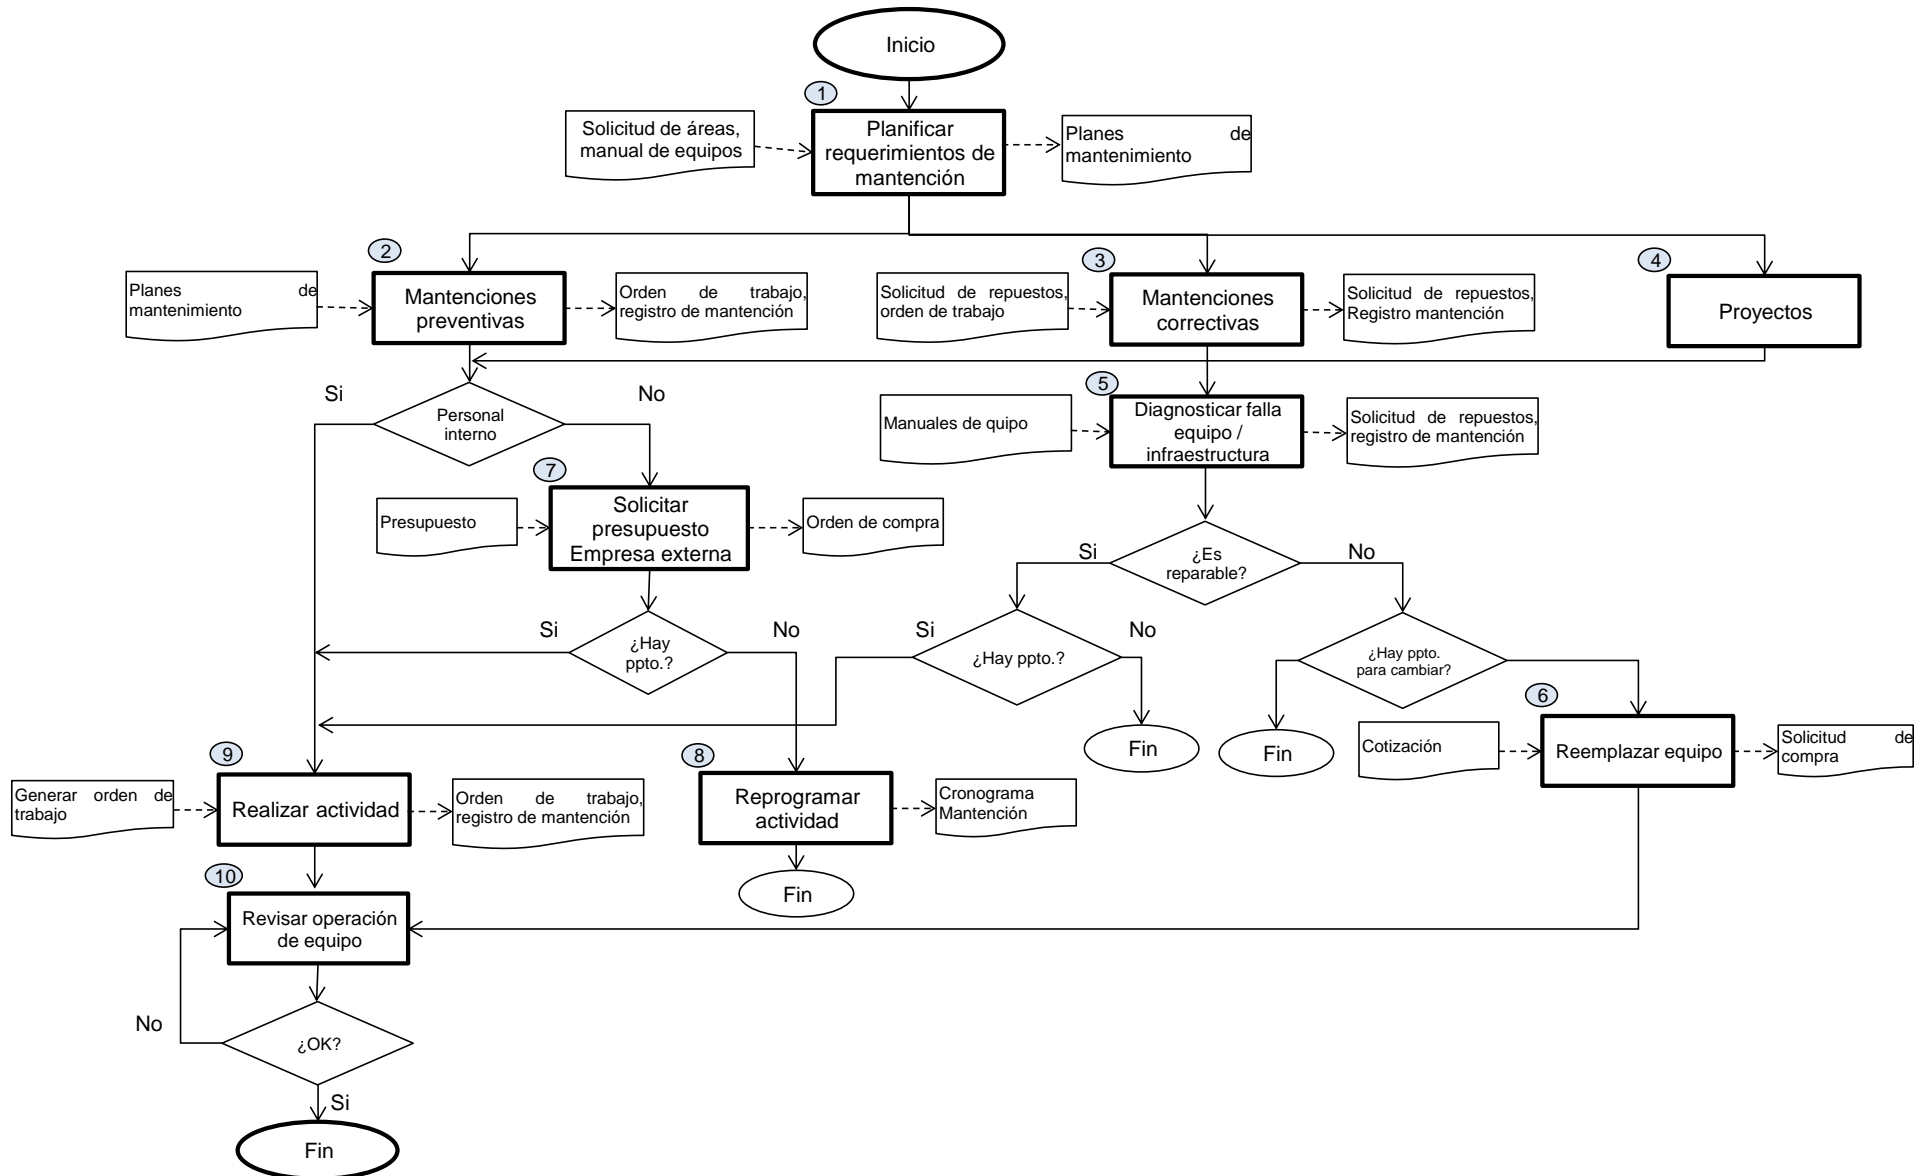 Inicio
1
Solicitud de áreas,
manual de equipos
Planificar
requerimientos de
mantención
Planes de
mantenimiento
2
3
4
Planes de
mantenimiento
Mantenciones
preventivas
Orden de trabajo,
registro de mantención
Solicitud de repuestos,
orden de trabajo
Mantenciones
correctivas
Solicitud de repuestos,
Registro mantención
Proyectos
Si
No
Personal
interno
5
Manuales de quipo
Diagnosticar falla
equipo /
infraestructura
Solicitud de repuestos,
registro de mantención
7
Presupuesto
Solicitar
presupuesto
Empresa externa
Orden de compra
Si
¿Es
reparable?
No
Si
¿Hay
ppto.?
No
Si
¿Hay ppto.?
No
¿Hay ppto.
para cambiar?
6
Fin
Fin
Cotización
Reemplazar equipo
Solicitud de
compra
9
8
Generar orden de
trabajo
Realizar actividad
Orden de trabajo,
registro de mantención
Reprogramar
actividad
Cronograma
Mantención
10
Fin
Revisar operación
de equipo
No
¿OK?
Si
Fin